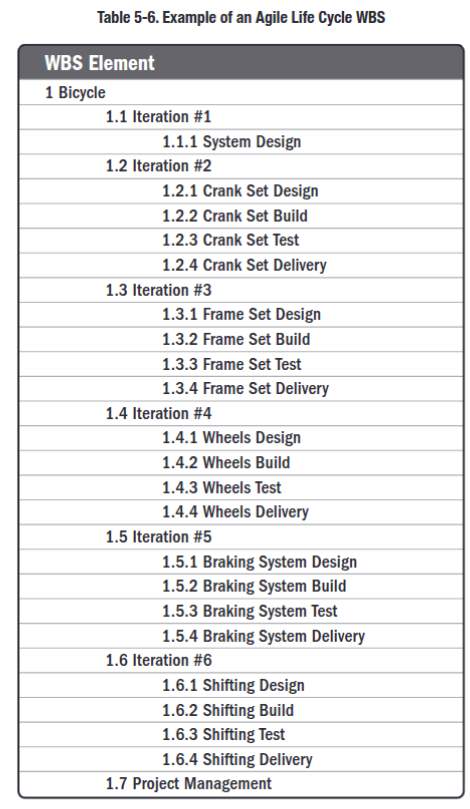 Table 5-6. Example of an Agile Life Cycle WBS
WBS Element
1 Bicycle
1.1 Iteration #1
1.1.1 System Design
1.2 Iteration #2
1.2.1 Crank Set Design
1.2.2 Crank Set Build
1.2.3 Crank Set Test
1.2.4 Crank Set Delivery
1.3 Iteration #3
1.3.1 Frame Set Design
1.3.2 Frame Set Build
1.3.3 Frame Set Test
1.3.4 Frame Set Delivery
1.4 Iteration #4
1.4.1 Wheels Design
1.4.2 Wheels Build
1.4.3 Wheels Test
1.4.4 Wheels Delivery
1.5 Iteration #5
1.5.1 Braking System Design
1.5.2 Braking System Build
1.5.3 Braking System Test
1.5.4 Braking System Delivery
1.6 Iteration #6
1.6.1 Shifting Design
1.6.2 Shifting Build
1.6.3 Shifting Test
1.6.4 Shifting Delivery
1.7 Project Management